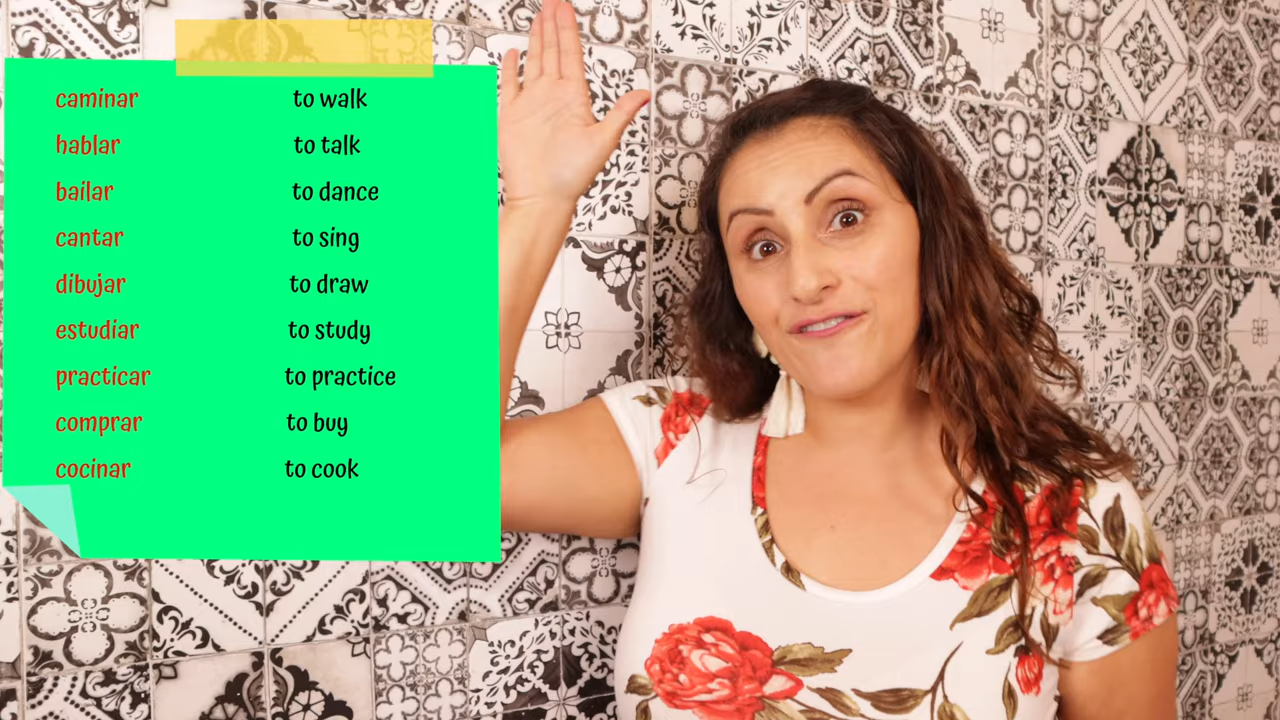 caminar to walk
hablar to talk
bailar to dance
cantar to sing
dibujar to draw
estudiar to study
practicar to practice
comprar to buy
cocinar to cook